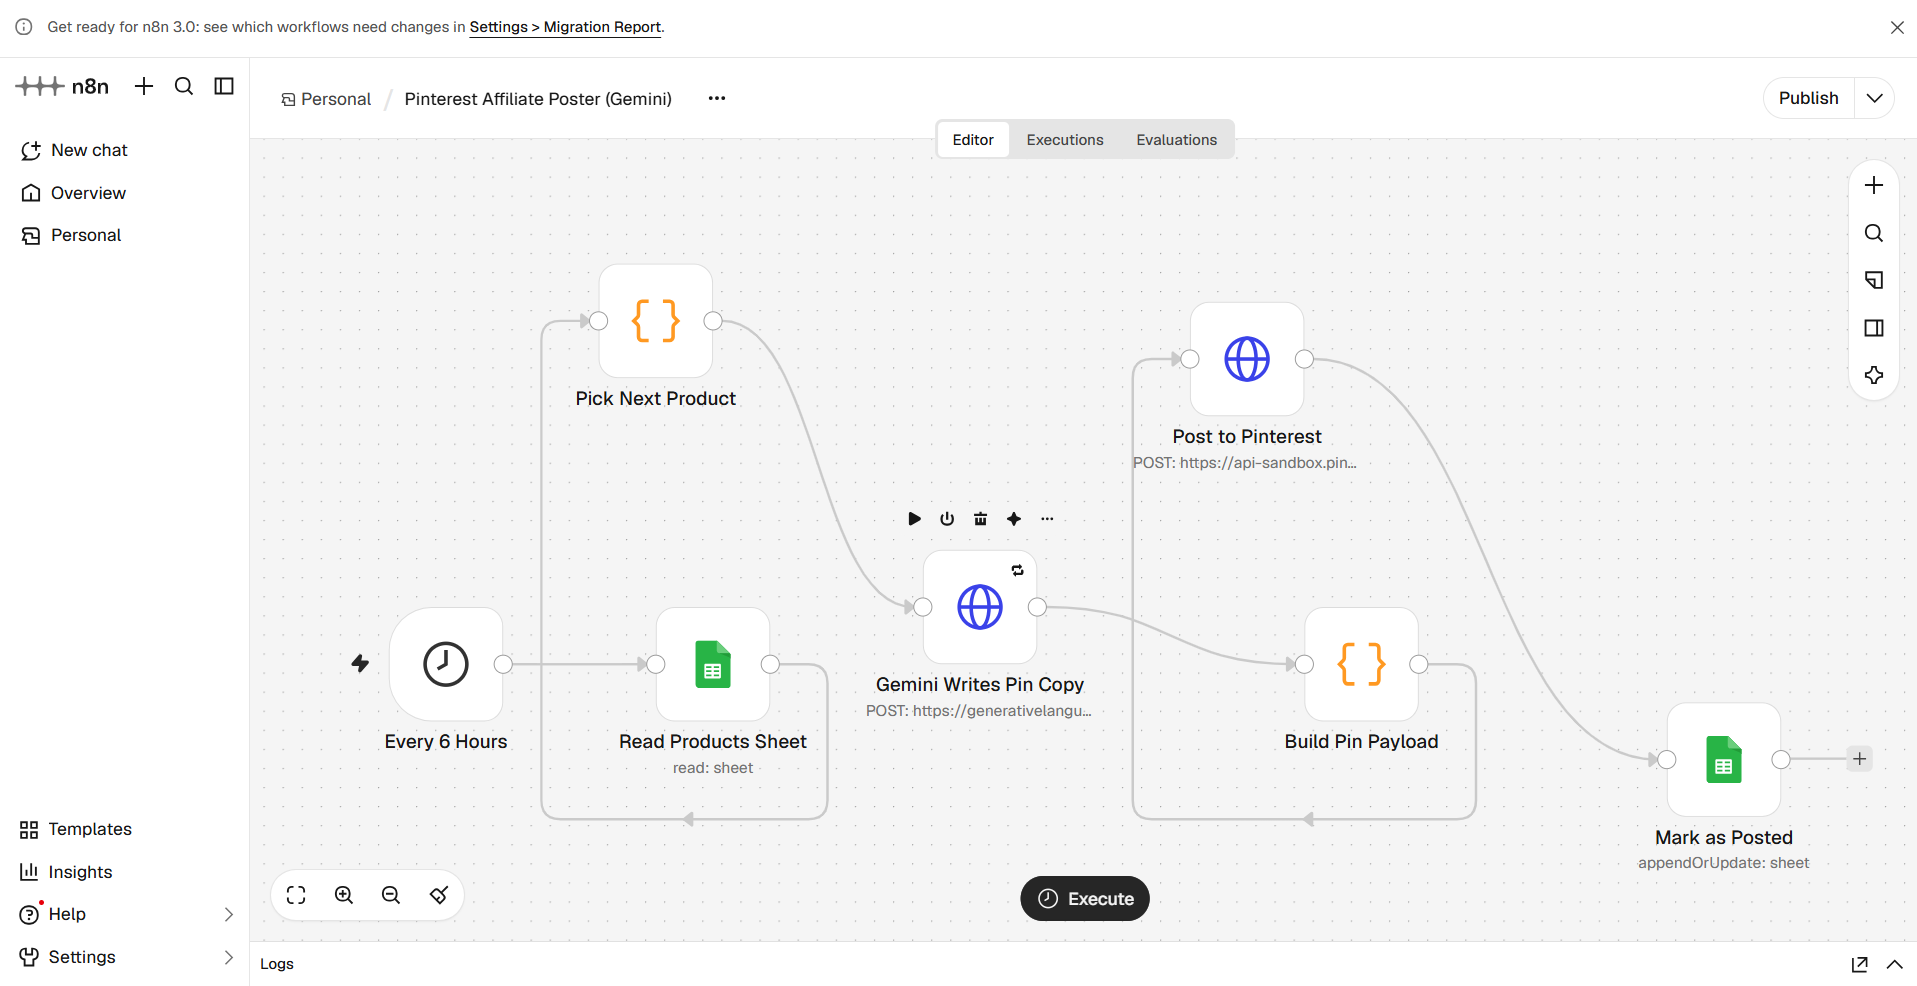 Get ready for n8n 3.0: see which workflows need changes in Settings > Migration Report.
n8n
Personal / Pinterest Affiliate Poster (Gemini)
Publish
Editor
Executions
Evaluations
New chat
Overview
Personal
Pick Next Product
Post to Pinterest
POST: https://api-sandbox.pin...
Gemini Writes Pin Copy
POST: https://generativelangu...
Every 6 Hours
Read Products Sheet
read: sheet
Build Pin Payload
Mark as Posted
appendOrUpdate: sheet
Templates
Insights
Help
Settings
Execute
Logs